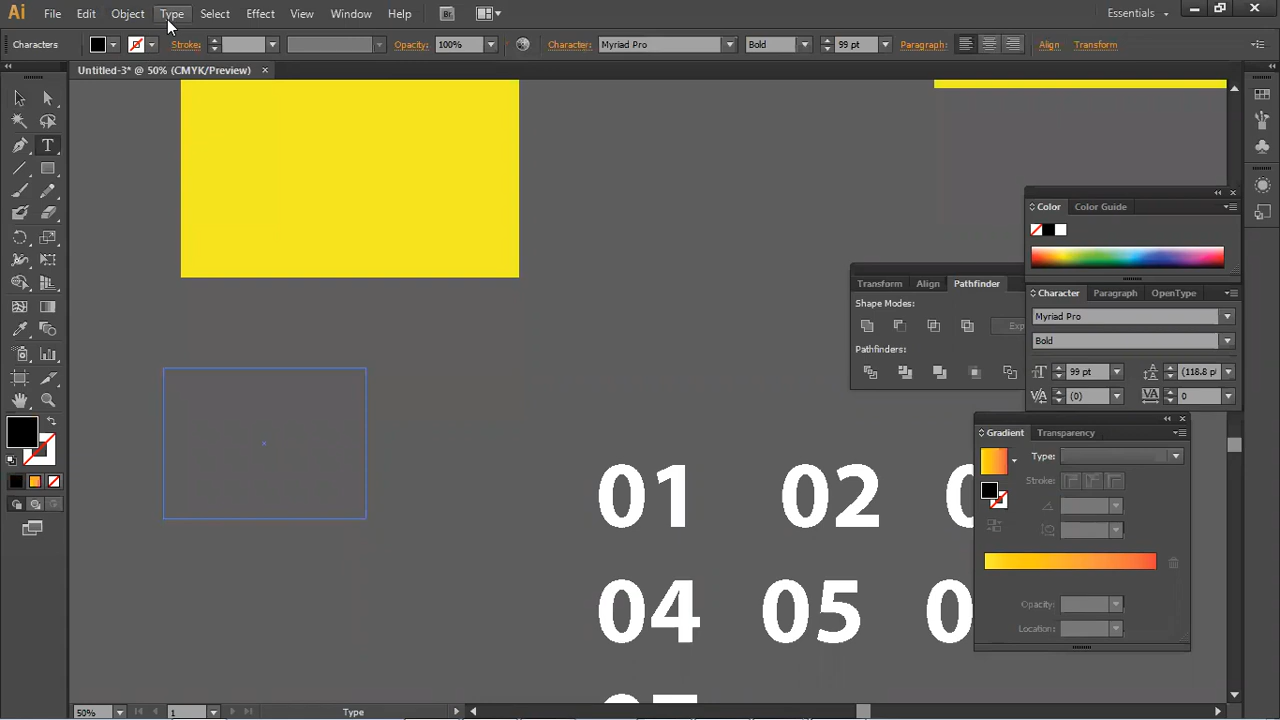 Ai File Edit Object Type Select Effect View Window Help Br Essentials
Characters Stroke: Opacity: 100% Character: Myriad Pro Bold 99 pt Paragraph: Align Transform
Untitled-3* @ 50% (CMYK/Preview) ×
Color Color Guide
Transform Align Pathfinder
Character Paragraph OpenType
Shape Modes:
Myriad Pro
Exp
Bold
Pathfinders:
99 pt (118.8 pt
(0) 0
Gradient Transparency
Type:
Stroke:
01 02 0
04 05 0
Opacity:
Location:
50% 1 Type